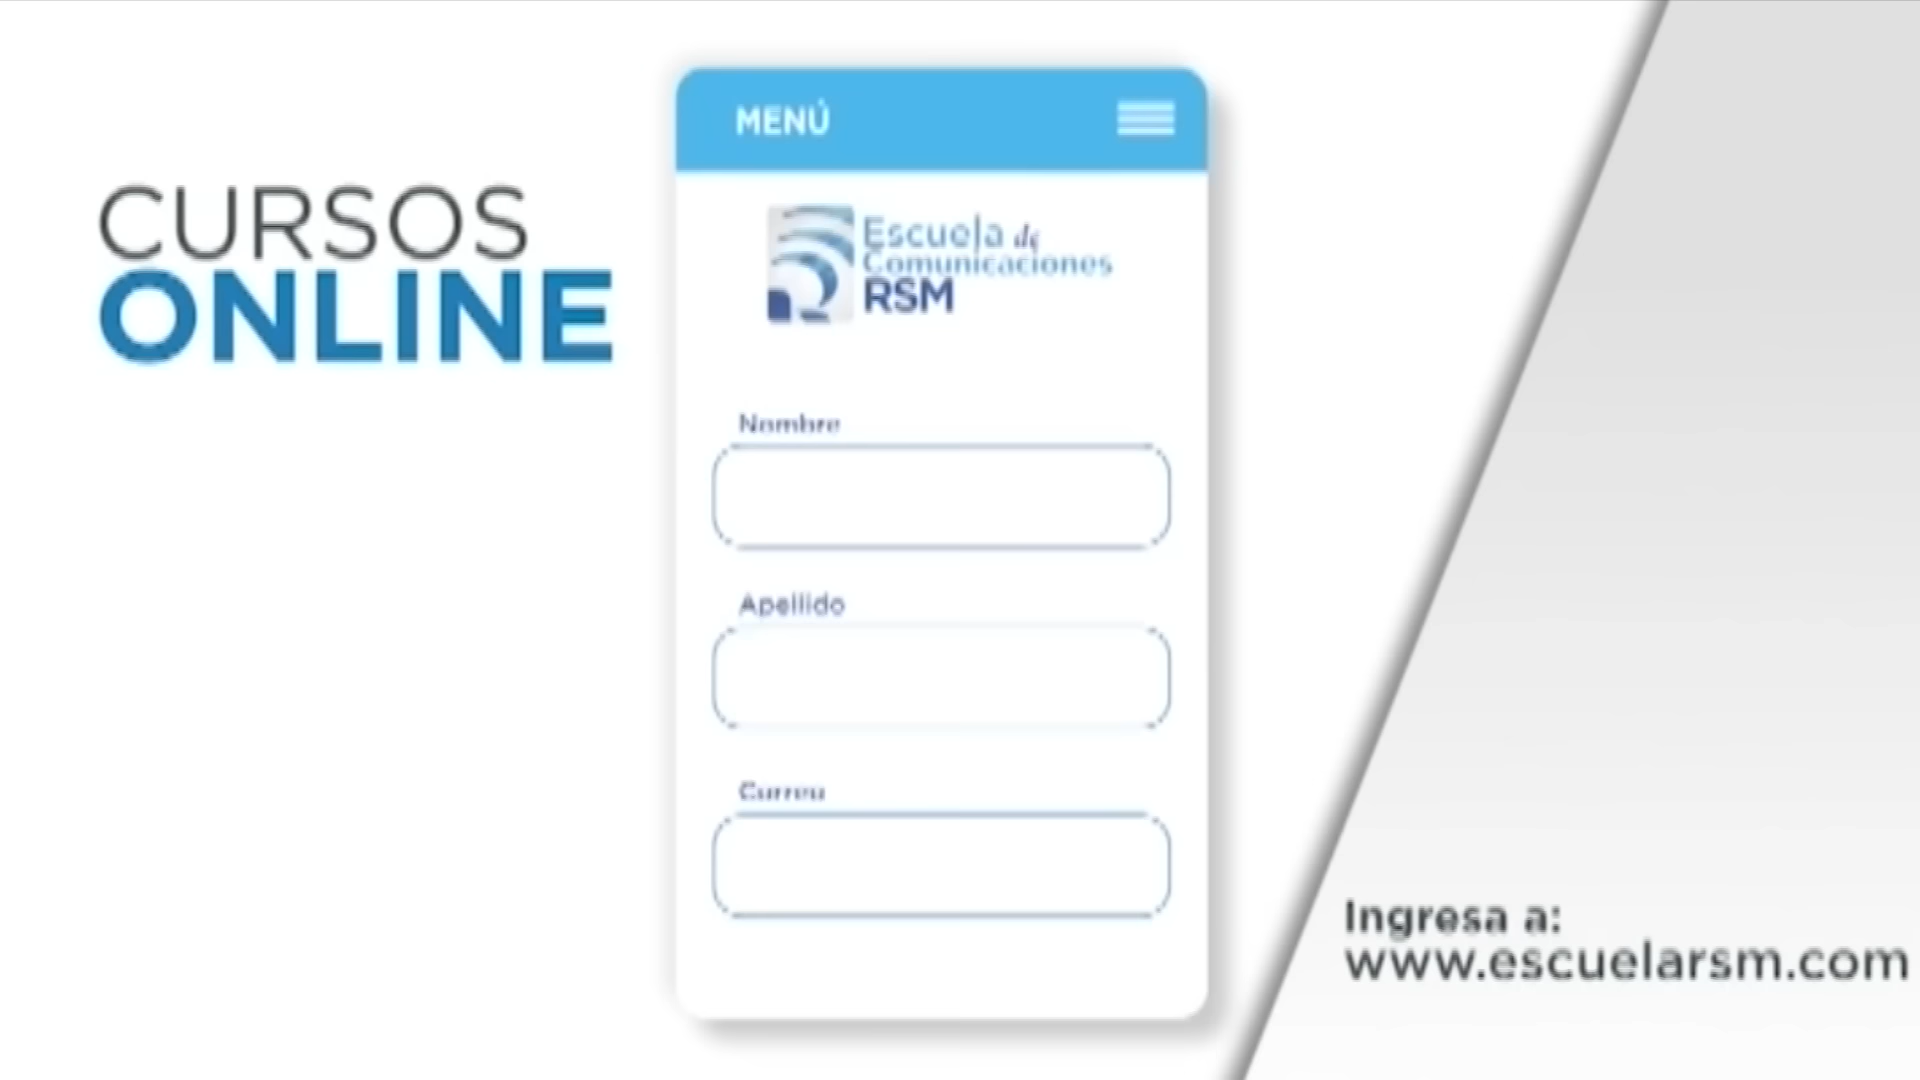 CURSOS
ONLINE
MENÚ
Escuela de
Comunicaciones
RSM
Nombre
Apellido
Correo
Ingresa a:
www.escuelarsm.com